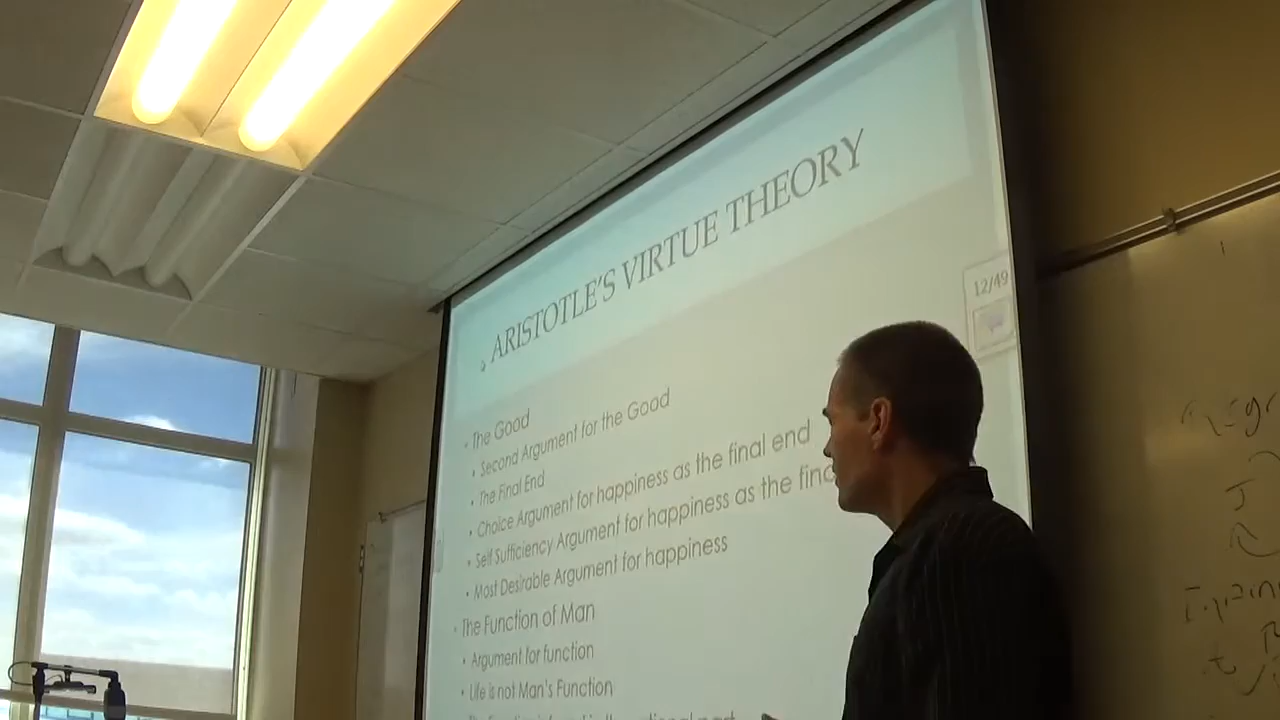 ARISTOTLE'S VIRTUE THEORY
12/49
The Good
Second Argument for the Good
The Final End
Choice Argument for happiness as the final end
Self Sufficiency Argument for happiness as the
Most Desirable Argument for happiness
The Function of Man
Argument for function
Life is not Man's Function